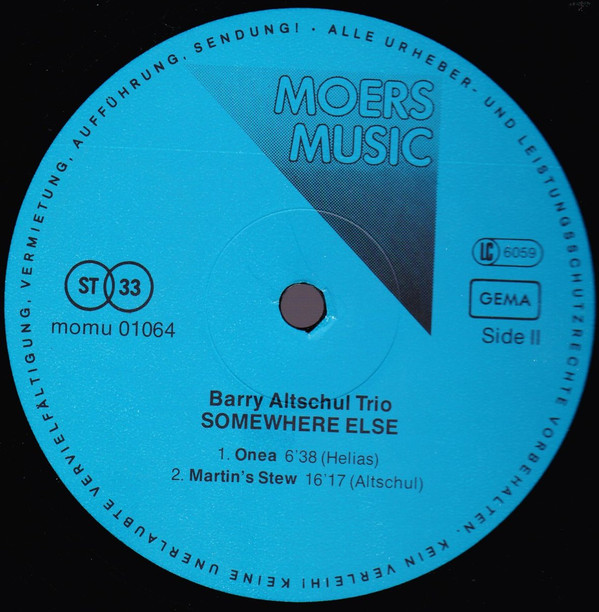 ALLE URHEBER- UND LEISTUNGSSCHUTZRECHTE VORBEHALTEN. KEIN VERLEIH! KEINE UNERLAUBTE VERVIELFÄLTIGUNG, VERMIETUNG, AUFFÜHRUNG, SENDUNG! ·
MOERS
MUSIC
LC 6059
ST 33
GEMA
momu 01064
Side II
Barry Altschul Trio
SOMEWHERE ELSE
1. Onea 6'38 (Helias)
2. Martin's Stew 16'17 (Altschul)